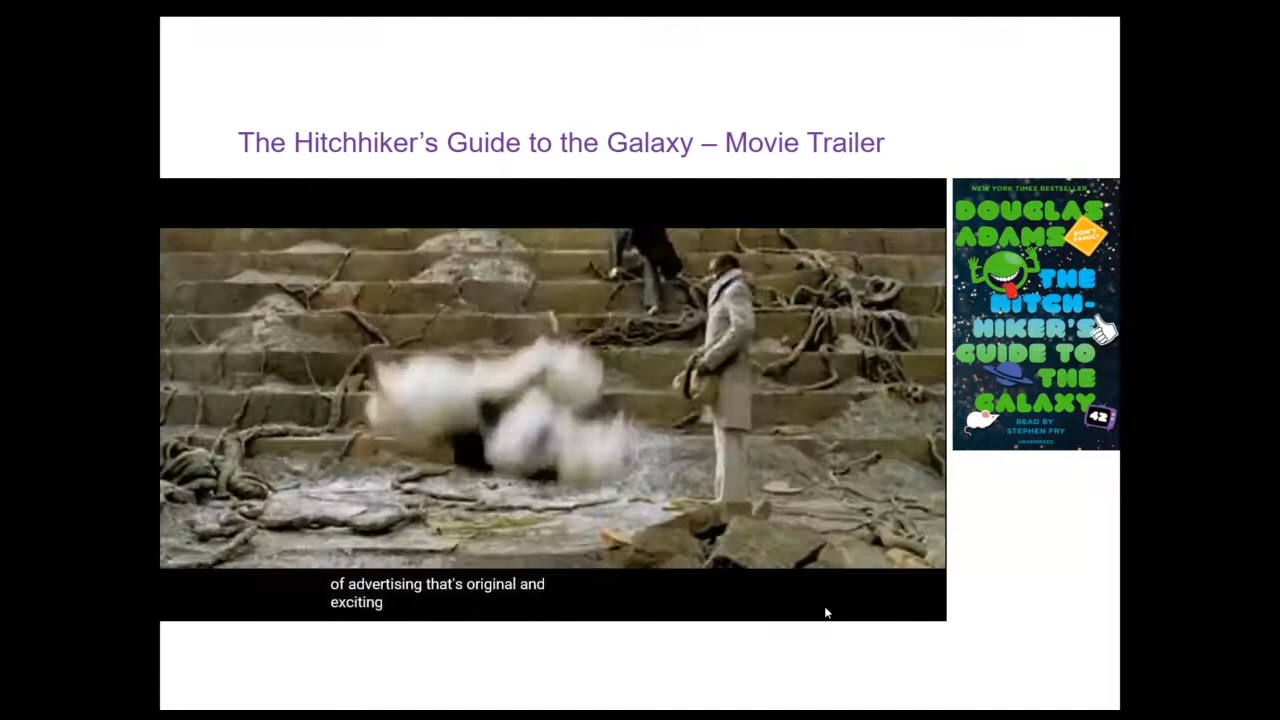 The Hitchhiker’s Guide to the Galaxy – Movie Trailer
NEW YORK TIMES BESTSELLER
DOUGLAS
ADAMS
DON'T
PANIC!
THE
HITCH-
HIKER'S
GUIDE TO
THE
GALAXY
42
READ BY
STEPHEN FRY
UNABRIDGED
of advertising that's original and
exciting